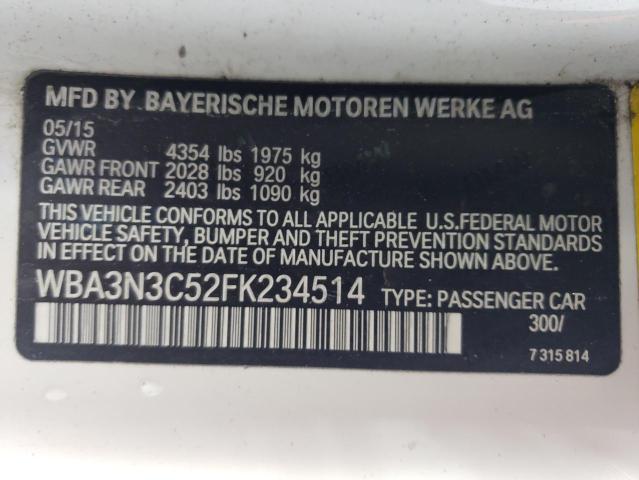 MFD BY BAYERISCHE MOTOREN WERKE AG
05/15
GVWR 4354 lbs 1975 kg
GAWR FRONT 2028 lbs 920 kg
GAWR REAR 2403 lbs 1090 kg
THIS VEHICLE CONFORMS TO ALL APPLICABLE U.S.FEDERAL MOTOR
VEHICLE SAFETY, BUMPER AND THEFT PREVENTION STANDARDS
IN EFFECT ON THE DATE OF MANUFACTURE SHOWN ABOVE.
WBA3N3C52FK234514 TYPE: PASSENGER CAR
300/
7 315 814